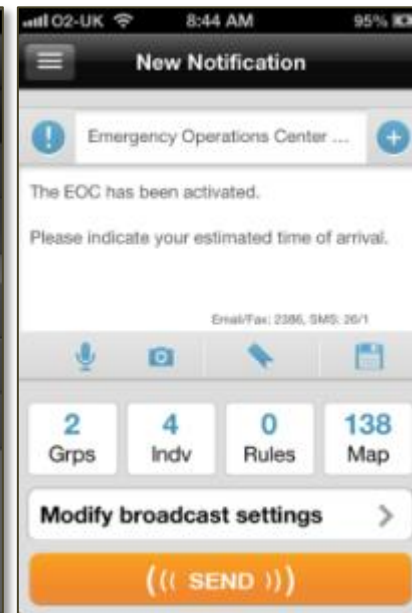 O2-UK 8:44 AM 95%
New Notification
Emergency Operations Center ...
The EOC has been activated.
Please indicate your estimated time of arrival.
Email/Fax: 2386, SMS: 26/1
2 4 0 138
Grps Indv Rules Map
Modify broadcast settings
((( SEND )))